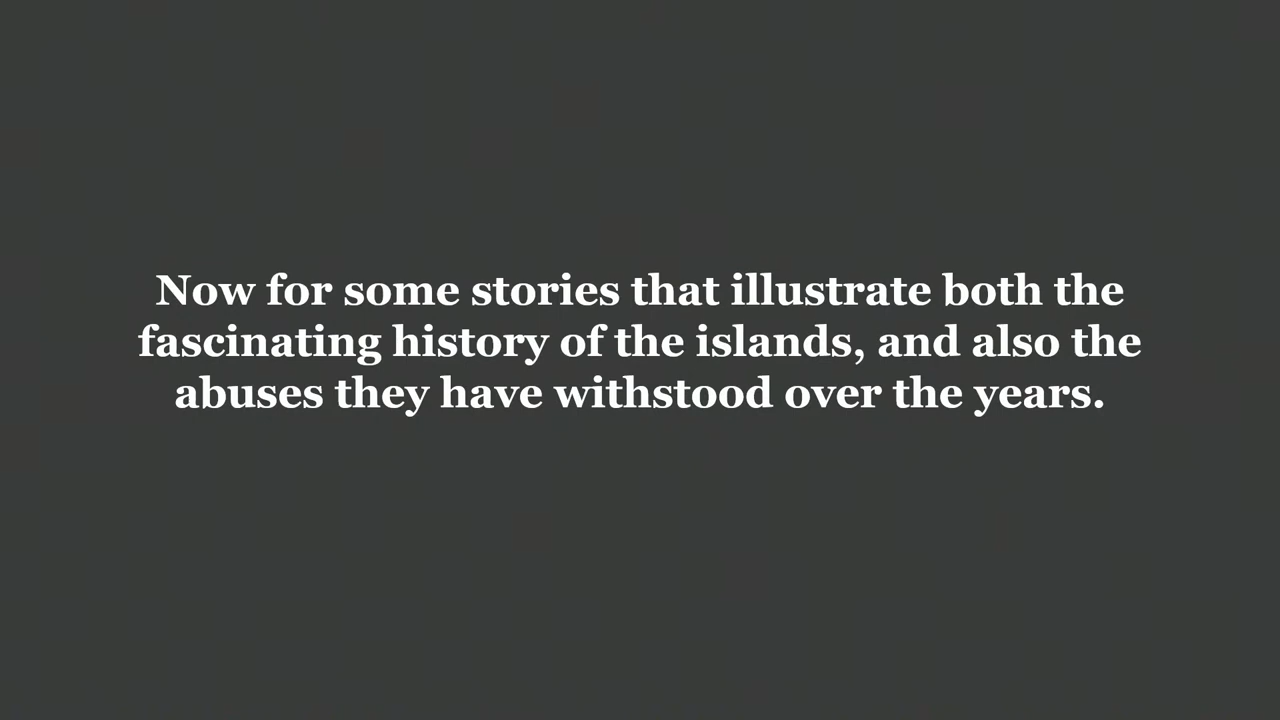 Now for some stories that illustrate both the
fascinating history of the islands, and also the
abuses they have withstood over the years.